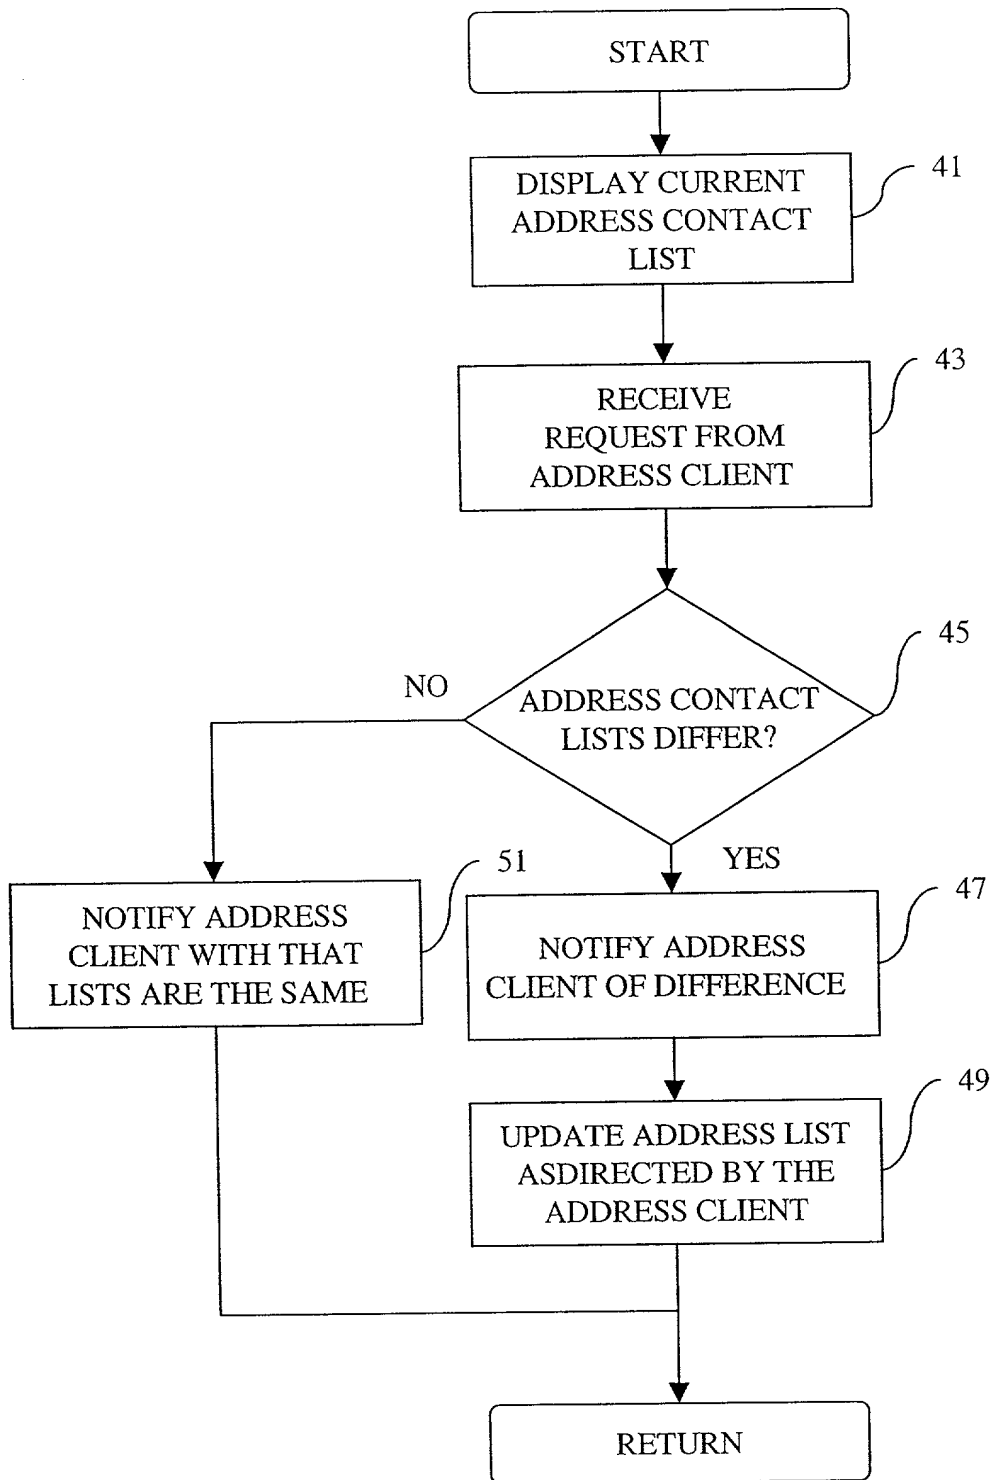 START
DISPLAY CURRENT
ADDRESS CONTACT
LIST
41
RECEIVE
REQUEST FROM
ADDRESS CLIENT
43
ADDRESS CONTACT
LISTS DIFFER?
45
NO
YES
NOTIFY ADDRESS
CLIENT WITH THAT
LISTS ARE THE SAME
51
NOTIFY ADDRESS
CLIENT OF DIFFERENCE
47
UPDATE ADDRESS LIST
ASDIRECTED BY THE
ADDRESS CLIENT
49
RETURN